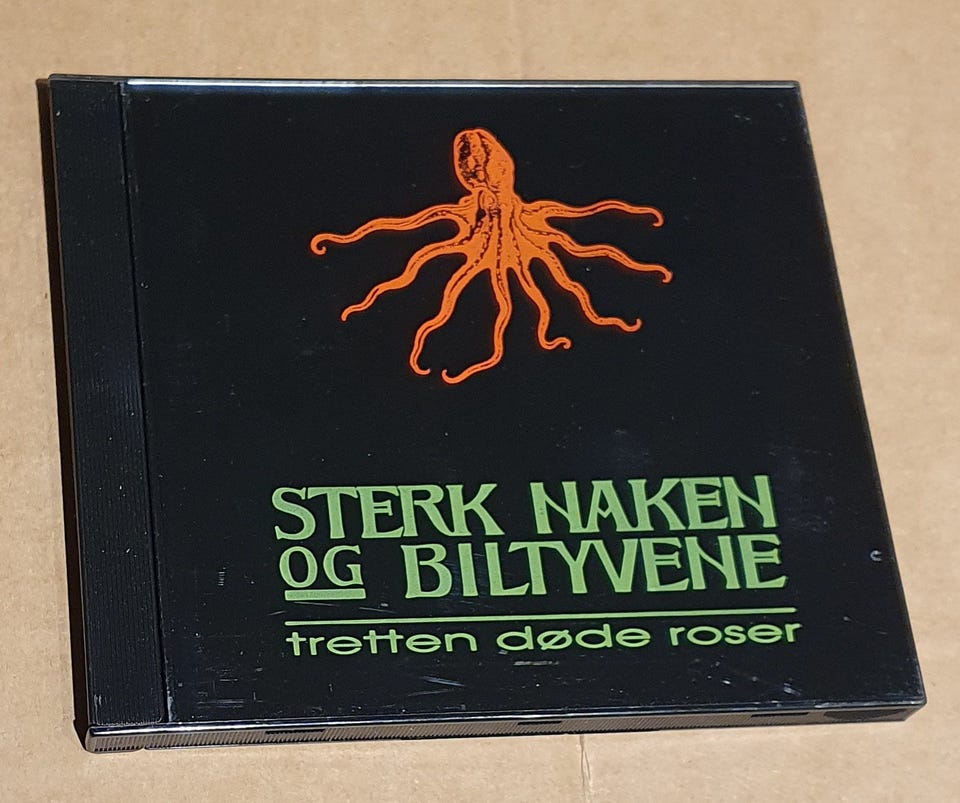 STERK NAKEN
OG BILTYVENE
tretten døde roser